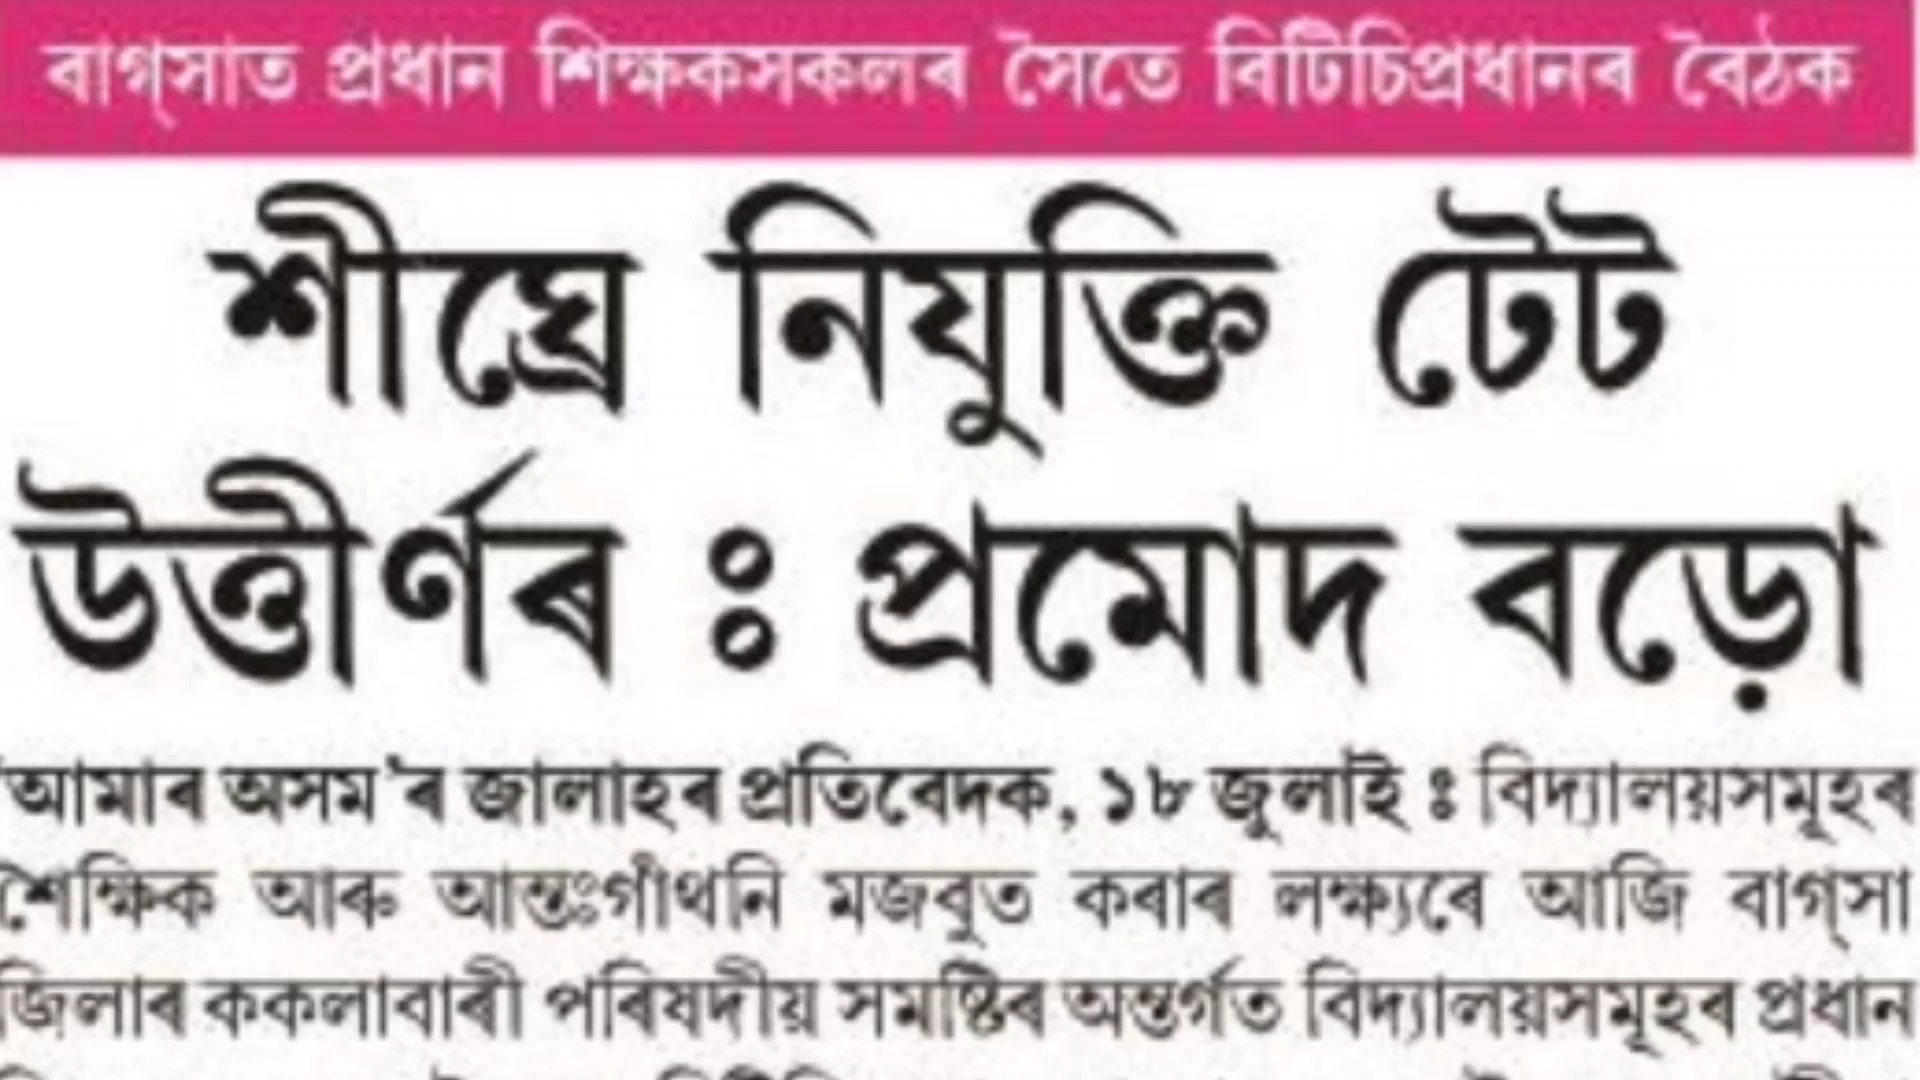 বাগ্‌সাত প্ৰধান শিক্ষকসকলৰ সৈতে বিটিচিপ্ৰধানৰ বৈঠক
শীঘ্ৰে নিযুক্তি টেট
উত্তীৰ্ণৰ : প্ৰমোদ বড়ো
'আমাৰ অসম'ৰ জালাহৰ প্ৰতিবেদক, ১৮ জুলাই : বিদ্যালয়সমূহৰ
শৈক্ষিক আৰু আন্তঃগাঁথনি মজবুত কৰাৰ লক্ষ্যৰে আজি বাগ্‌সা
জিলাৰ ককলাবাৰী পৰিষদীয় সমষ্টিৰ অন্তৰ্গত বিদ্যালয়সমূহৰ প্ৰধান